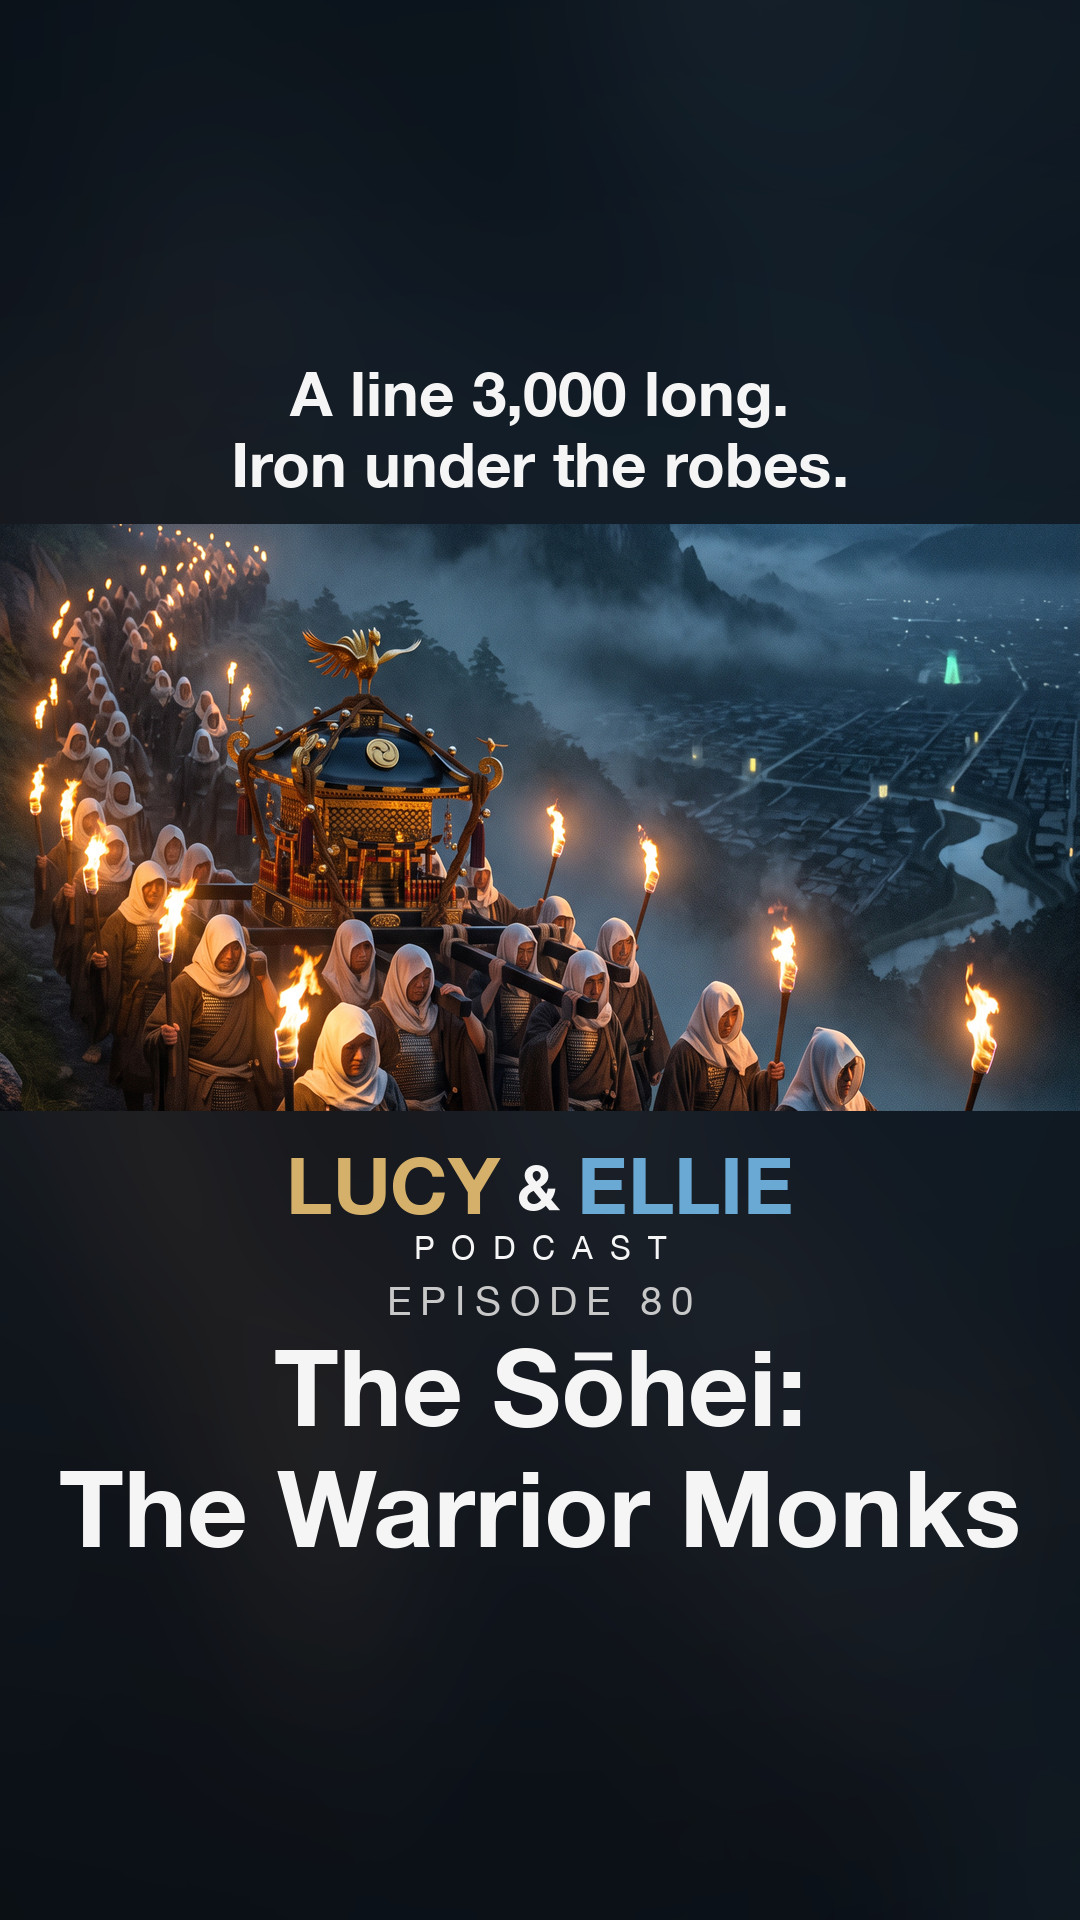 A line 3,000 long.
Iron under the robes.
LUCY & ELLIE
PODCAST
EPISODE 80
The Sōhei:
The Warrior Monks